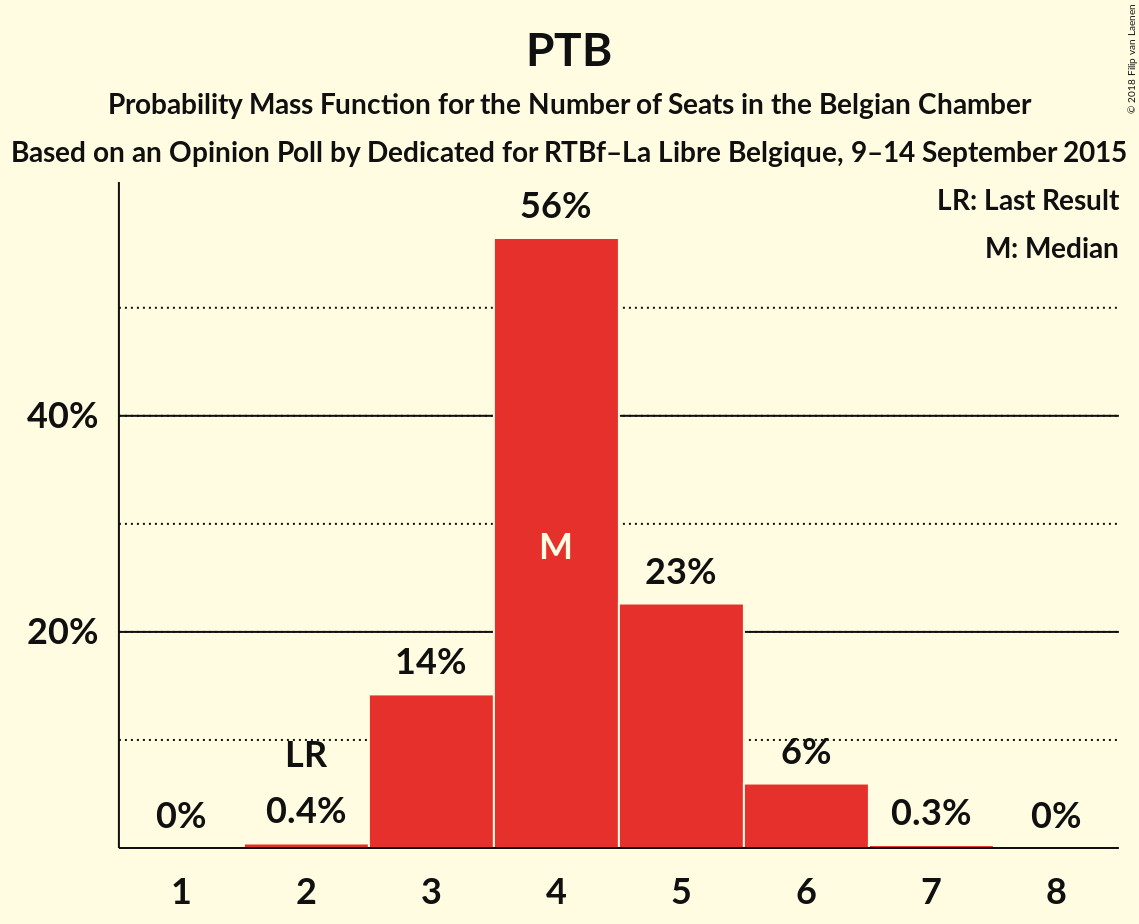 PTB
Probability Mass Function for the Number of Seats in the Belgian Chamber
Based on an Opinion Poll by Dedicated for RTBf–La Libre Belgique, 9–14 September 2015
© 2018 Filip van Laenen
LR: Last Result
M: Median
56%
40%
M
23%
20%
14%
LR
6%
0%
0.4%
0.3%
0%
1 2 3 4 5 6 7 8